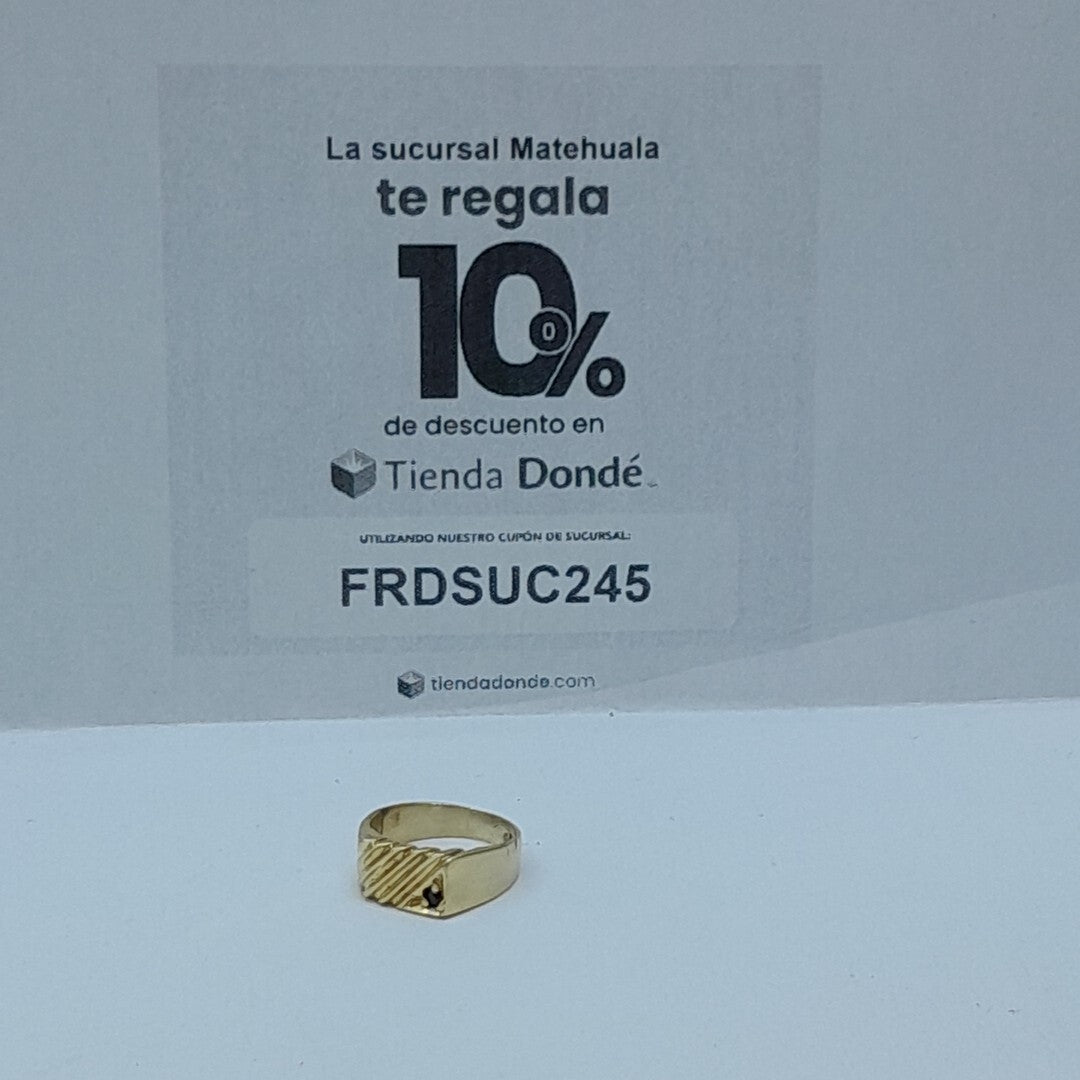 La sucursal Matehuala
te regala
10%
de descuento en
Tienda Dondé
UTILIZANDO NUESTRO CUPÓN DE SUCURSAL:
FRDSUC245
tiendadonde.com